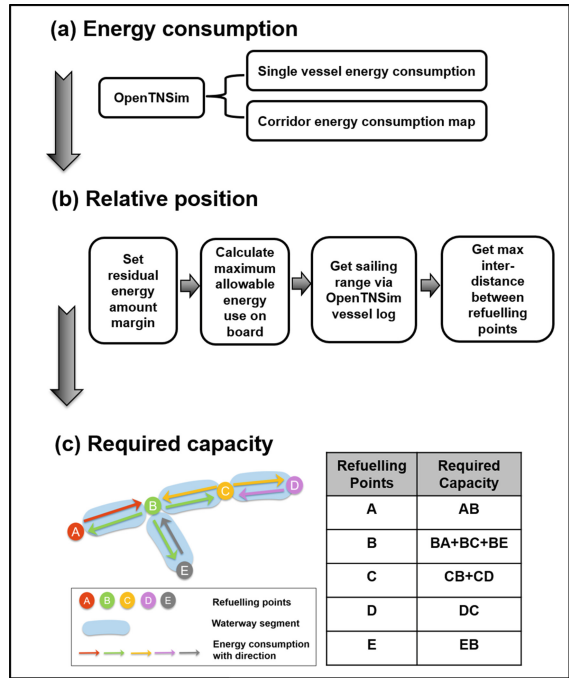 (a) Energy consumption
OpenTNSim
Single vessel energy consumption
Corridor energy consumption map
(b) Relative position
Set
residual
energy
amount
margin
Calculate
maximum
allowable
energy
use on
board
Get sailing
range via
OpenTNSim
vessel log
Get max
inter-
distance
between
refuelling
points
(c) Required capacity
A
B
C
D
E
A B C D E Refuelling points
Waterway segment
Energy consumption
with direction
Refuelling
Points
Required
Capacity
A AB
B BA+BC+BE
C CB+CD
D DC
E EB